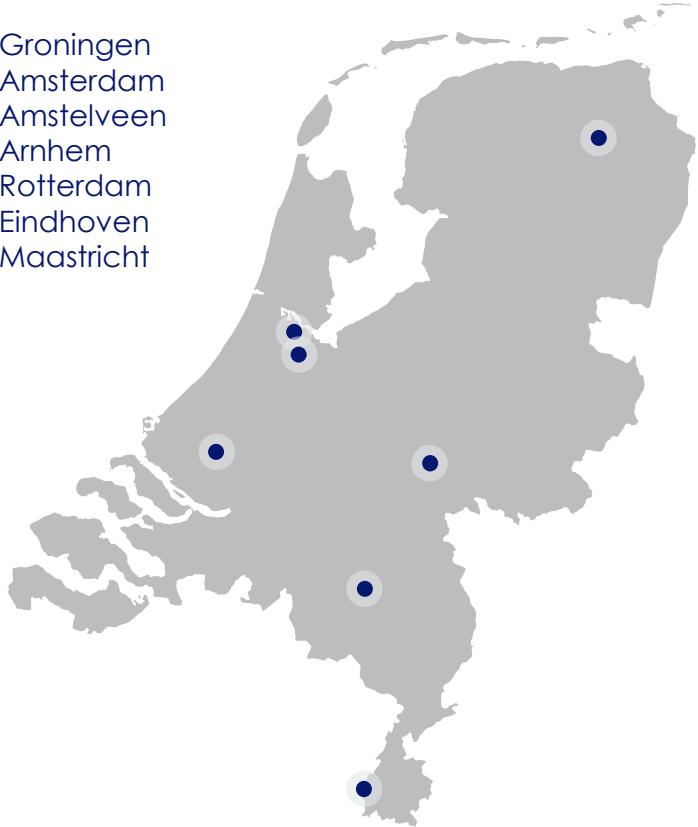 Groningen
Amsterdam
Amstelveen
Arnhem
Rotterdam
Eindhoven
Maastricht